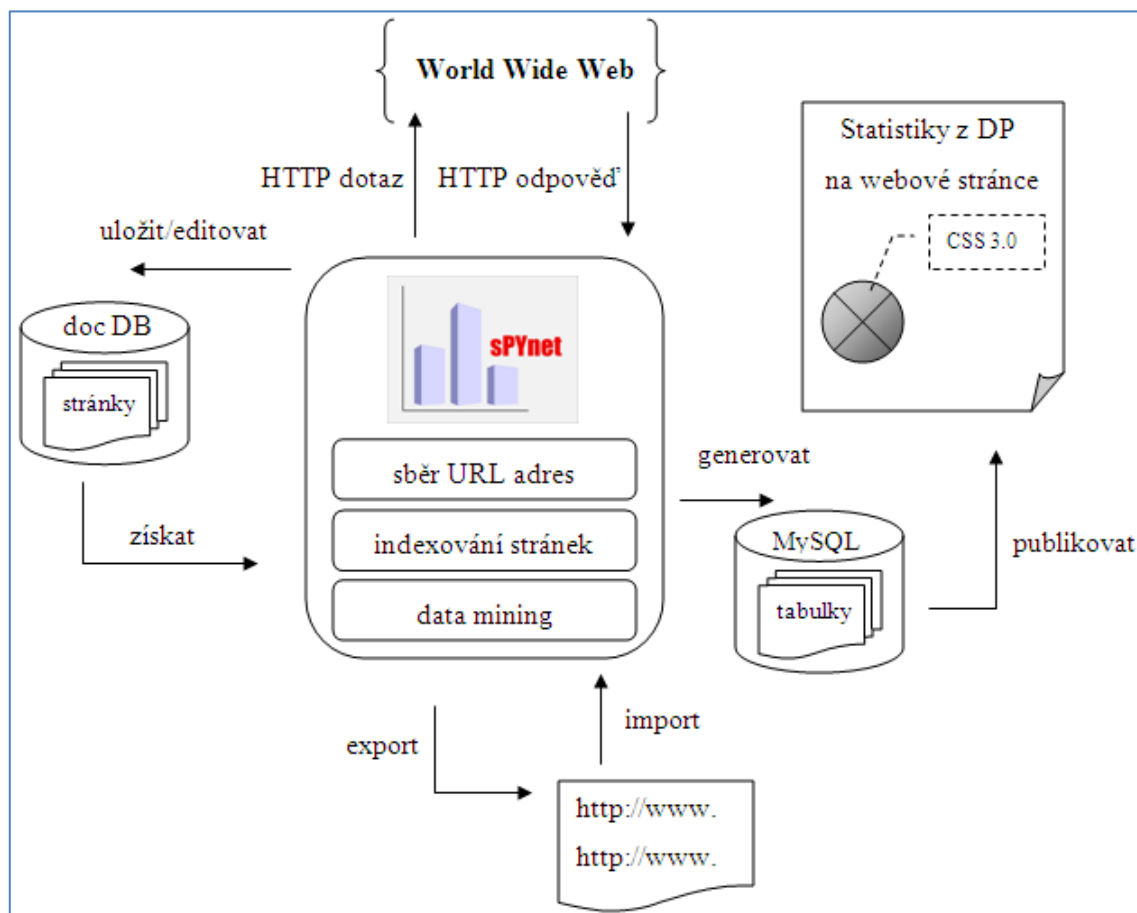 World Wide Web
HTTP dotaz
HTTP odpověď
uložit/editovat
doc DB
stránky
získat
sPYnet
sběr URL adres
indexování stránek
data mining
generovat
MySQL
tabulky
publikovat
Statistiky z DP
na webové stránce
CSS 3.0
export
import
http://www.
http://www.